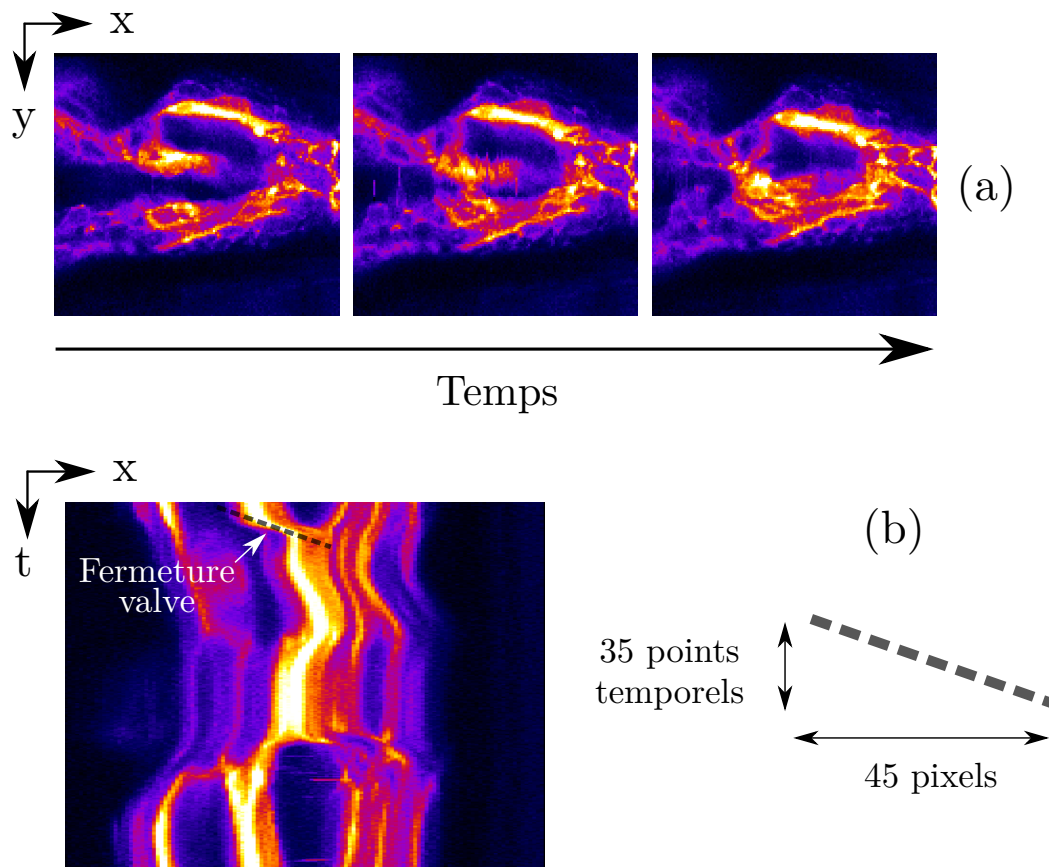 x
y
(a)
Temps
x
t
(b)
Fermeture
valve
35 points
temporels
45 pixels